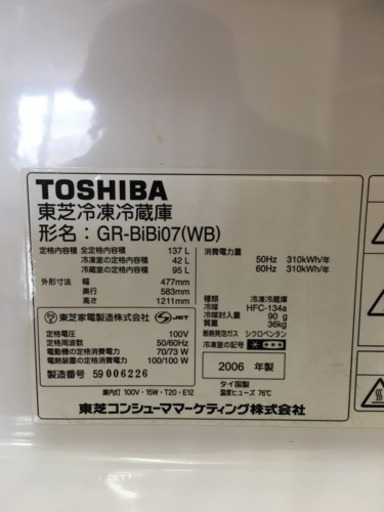 TOSHIBA
東芝冷凍冷蔵庫
形名：GR-BiBi07(WB)
定格内容積 全定格内容積 137 L
冷凍室の定格内容積 42 L
冷蔵室の定格内容積 95 L
外形寸法 幅 477mm
奥行 583mm
高さ 1211mm
消費電力量
50Hz 310kWh/年
60Hz 310kWh/年
種類 冷凍冷蔵庫
冷媒 HFC-134a
冷媒封入量 90 g
質量 36kg
断熱発泡ガス シクロペンタン
冷凍室の記号
東芝家電製造株式会社 JET
定格電圧 100V
定格周波数 50/60Hz
電動機の定格消費電力 70/73 W
電熱装置の定格消費電力 100/100 W
製造番号 59006226
2006 年製
タイ国製
庫内灯 100V・15W・T20・E12
温度ヒューズ 76℃
東芝コンシューママーケティング株式会社